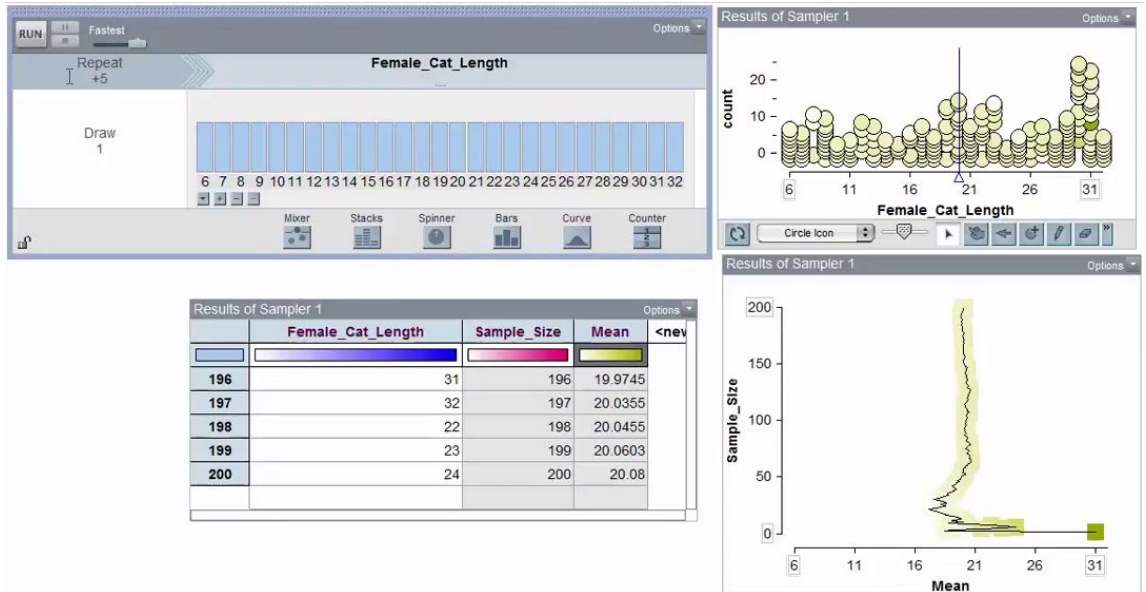 RUN
Fastest
Options
Repeat
+5
Female_Cat_Length
Draw
1
6 7 8 9 10 11 12 13 14 15 16 17 18 19 20 21 22 23 24 25 26 27 28 29 30 31 32
Mixer Stacks Spinner Bars Curve Counter
1
2
3
Results of Sampler 1 Options
count
20
10
0
6 11 16 21 26 31
Female_Cat_Length
Circle Icon
Results of Sampler 1 Options
Female_Cat_Length Sample_Size Mean <new
196 31 196 19.9745
197 32 197 20.0355
198 22 198 20.0455
199 23 199 20.0603
200 24 200 20.08
Results of Sampler 1 Options
Sample_Size
200
150
100
50
0
6 11 16 21 26 31
Mean